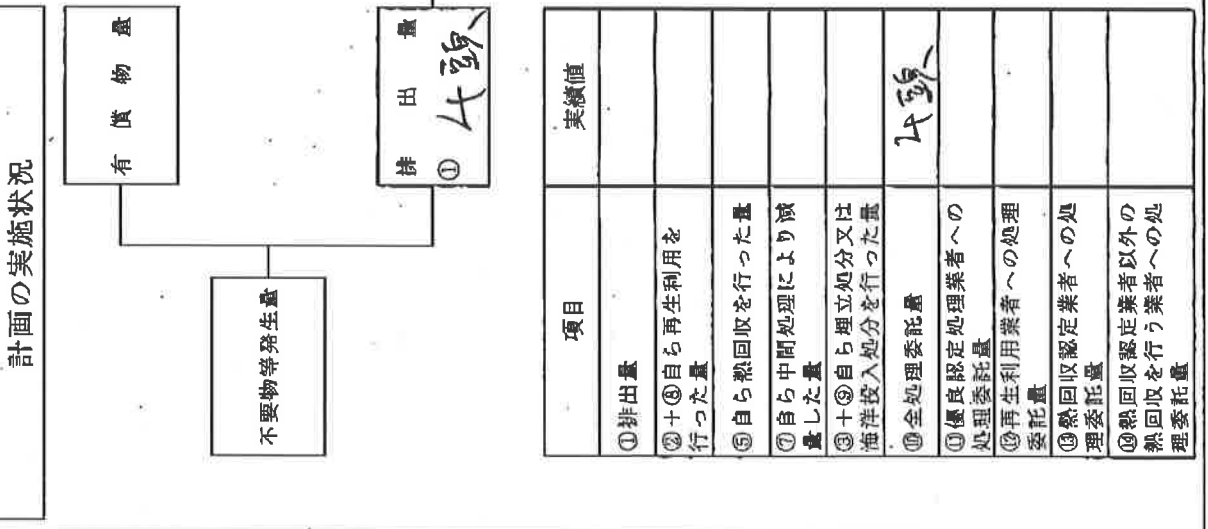 計画の実施状況
有償物量
不要物等発生量
排出量
①
4頭
項目
実績値
①排出量
②+⑧自ら再生利用を
行った量
⑤自ら熱回収を行った量
⑦自ら中間処理により減
量した量
③+⑨自ら埋立処分又は
海洋投入処分を行った量
⑩全処理委託量
4頭
⑪優良認定処理業者への
処理委託量
⑫再生利用業者への処理
委託量
⑬熱回収認定業者への処
理委託量
⑭熱回収認定業者以外の
熱回収を行う業者への処
理委託量